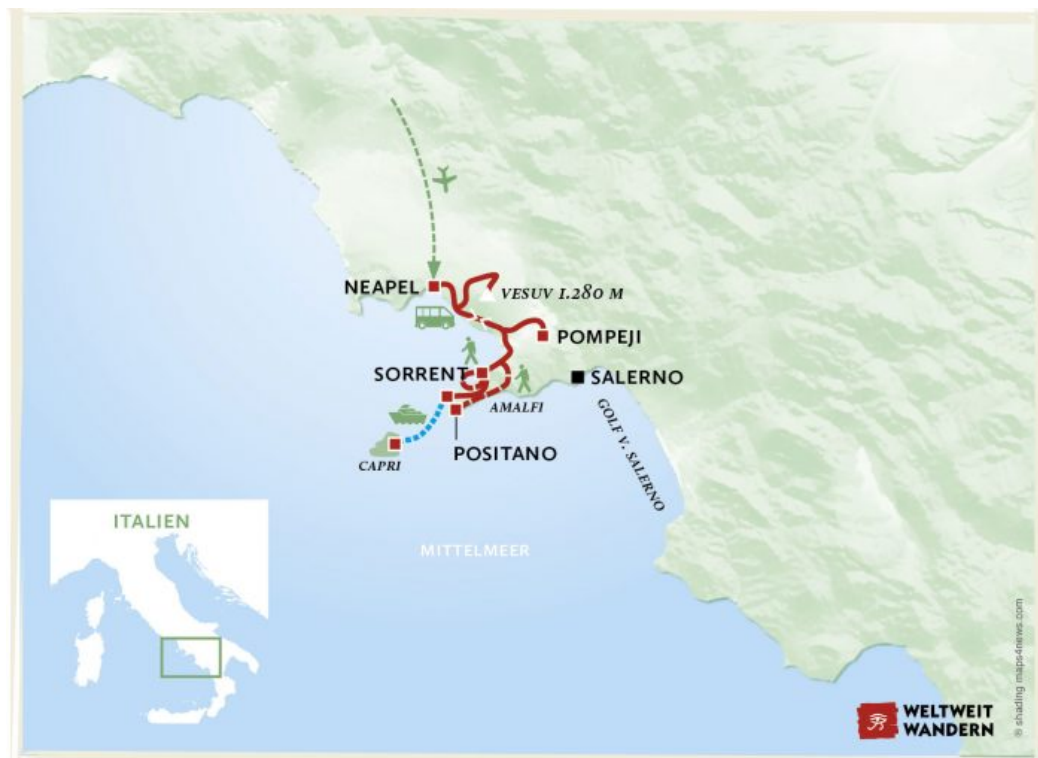 NEAPEL
VESUV 1.280 M
POMPEJI
SORRENT
SALERNO
AMALFI
GOLF V. SALERNO
POSITANO
CAPRI
MITTELMEER
ITALIEN
® shading maps4news.com
WELTWEIT
WANDERN